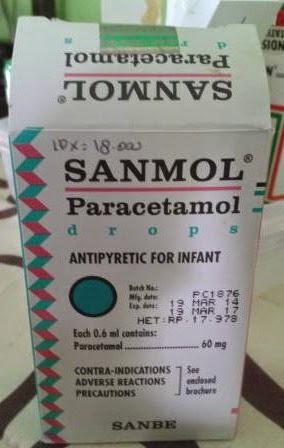 drops
Paracetamol
SANMOL®
10x = 18.000
SANMOL®
Paracetamol
drops
ANTIPYRETIC FOR INFANT
Batch No.: PC1876
Mfg. date: 19 MAR 14
Exp. date: 19 MAR 17
HET:RP.17.979
Each 0.6 ml contains:
Paracetamol ........................ 60 mg
CONTRA-INDICATIONS
ADVERSE REACTIONS
PRECAUTIONS
See
enclosed
brochure
SANBE